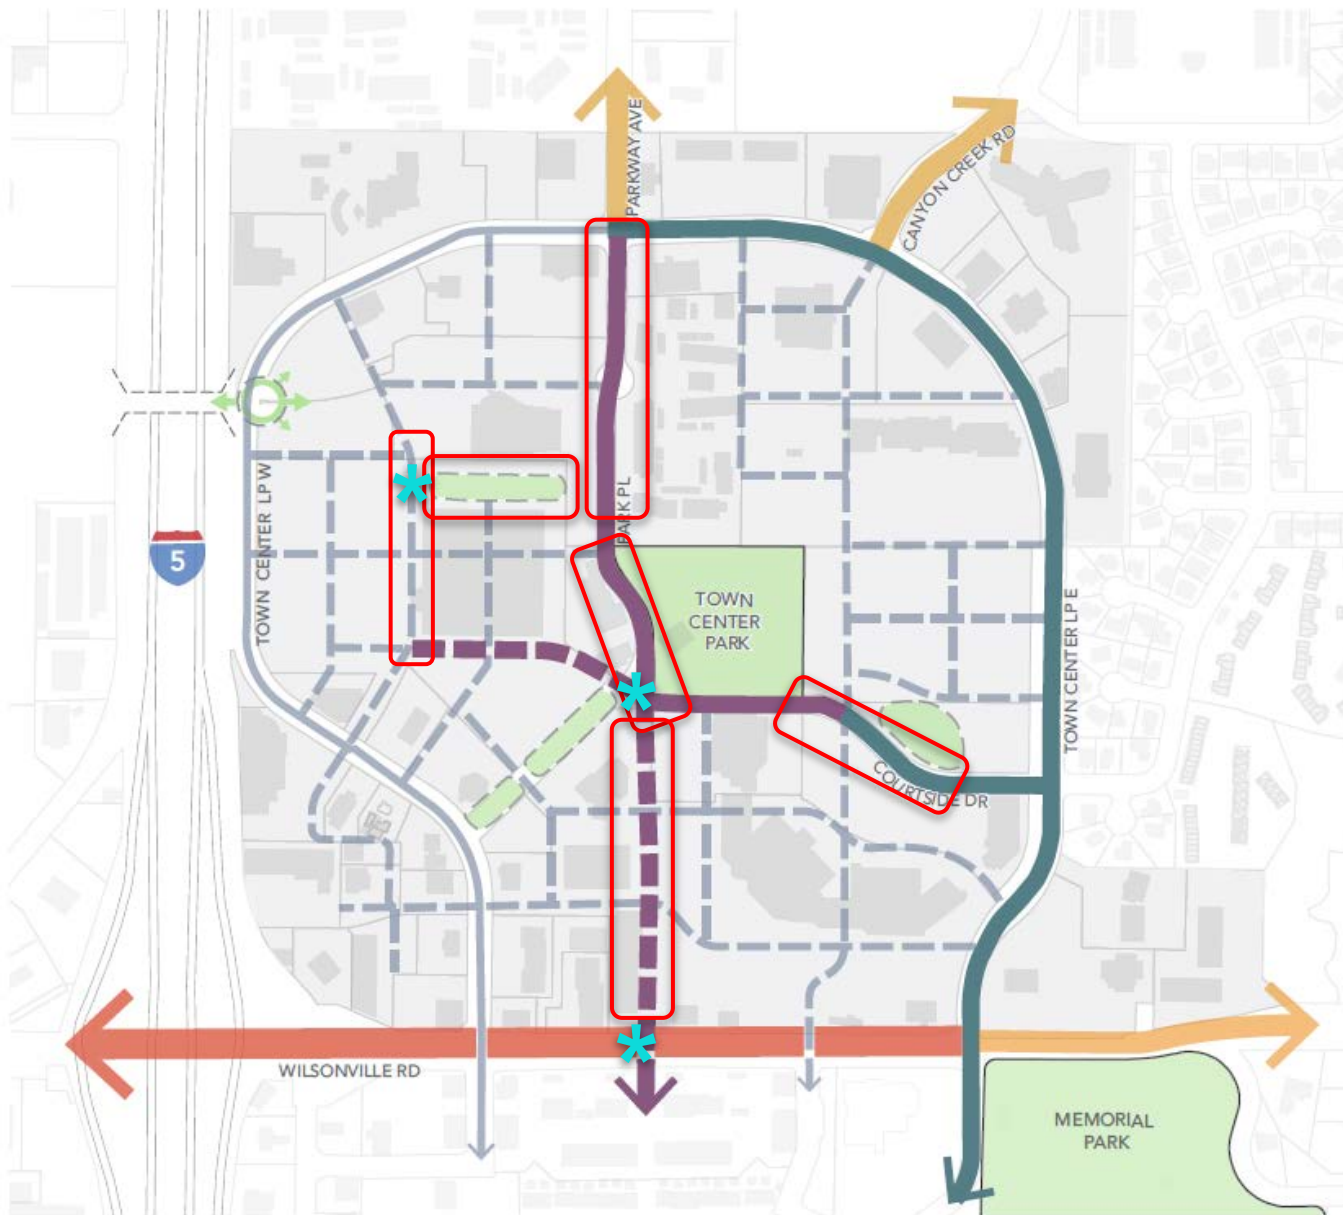 PARKWAY AVE
CANYON CREEK RD
TOWN CENTER LP W
PARK PL
5
TOWN
CENTER
PARK
TOWN CENTER LP E
COURTSIDE DR
WILSONVILLE RD
MEMORIAL
PARK